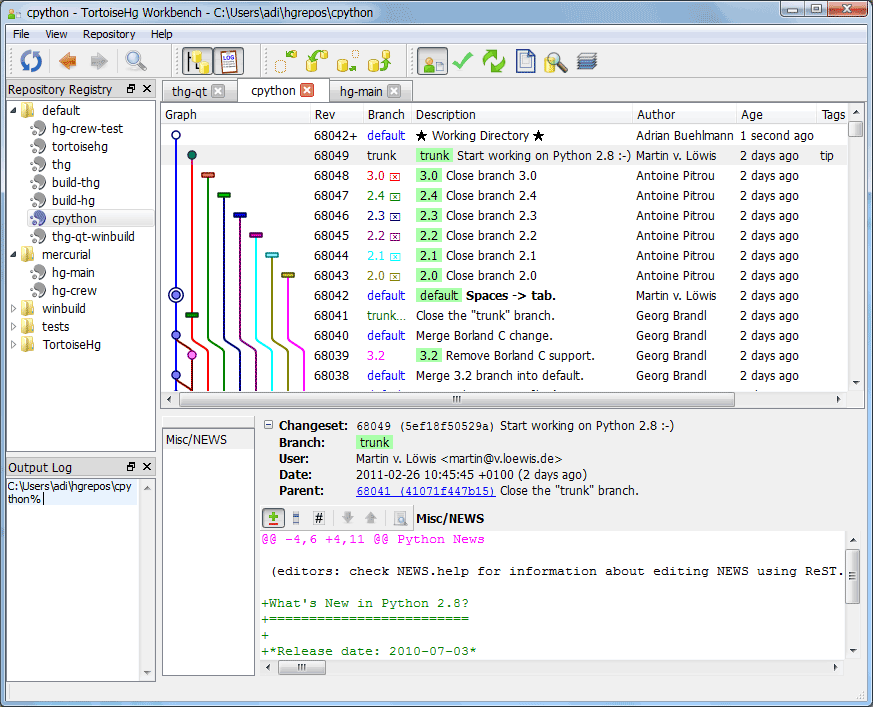 cpython - TortoiseHg Workbench - C:\Users\adi\hgrepos\cpython
File View Repository Help
LOG
Repository Registry
default
hg-crew-test
tortoisehg
thg
build-thg
build-hg
cpython
thg-qt-winbuild
mercurial
hg-main
hg-crew
winbuild
tests
TortoiseHg
Output Log
C:\Users\adi\hgrepos\cpy
thon%
thg-qt cpython hg-main
Graph Rev Branch Description Author Age Tags
68042+ default ★ Working Directory ★ Adrian Buehlmann 1 second ago
68049 trunk trunk Start working on Python 2.8 :-) Martin v. Löwis 2 days ago tip
68048 3.0 3.0 Close branch 3.0 Antoine Pitrou 2 days ago
68047 2.4 2.4 Close branch 2.4 Antoine Pitrou 2 days ago
68046 2.3 2.3 Close branch 2.3 Antoine Pitrou 2 days ago
68045 2.2 2.2 Close branch 2.2 Antoine Pitrou 2 days ago
68044 2.1 2.1 Close branch 2.1 Antoine Pitrou 2 days ago
68043 2.0 2.0 Close branch 2.0 Antoine Pitrou 2 days ago
68042 default default Spaces -> tab. Martin v. Löwis 2 days ago
68041 trunk... Close the "trunk" branch. Georg Brandl 2 days ago
68040 default Merge Borland C change. Georg Brandl 2 days ago
68039 3.2 3.2 Remove Borland C support. Georg Brandl 2 days ago
68038 default Merge 3.2 branch into default. Georg Brandl 2 days ago
Misc/NEWS
Changeset: 68049 (5ef18f50529a) Start working on Python 2.8 :-)
Branch: trunk
User: Martin v. Löwis <martin@v.loewis.de>
Date: 2011-02-26 10:45:45 +0100 (2 days ago)
Parent: 68041 (41071f447b15) Close the "trunk" branch.
# Misc/NEWS
@@ -4,6 +4,11 @@ Python News
(editors: check NEWS.help for information about editing NEWS using ReST.
+What's New in Python 2.8?
+=========================
+
+*Release date: 2010-07-03*